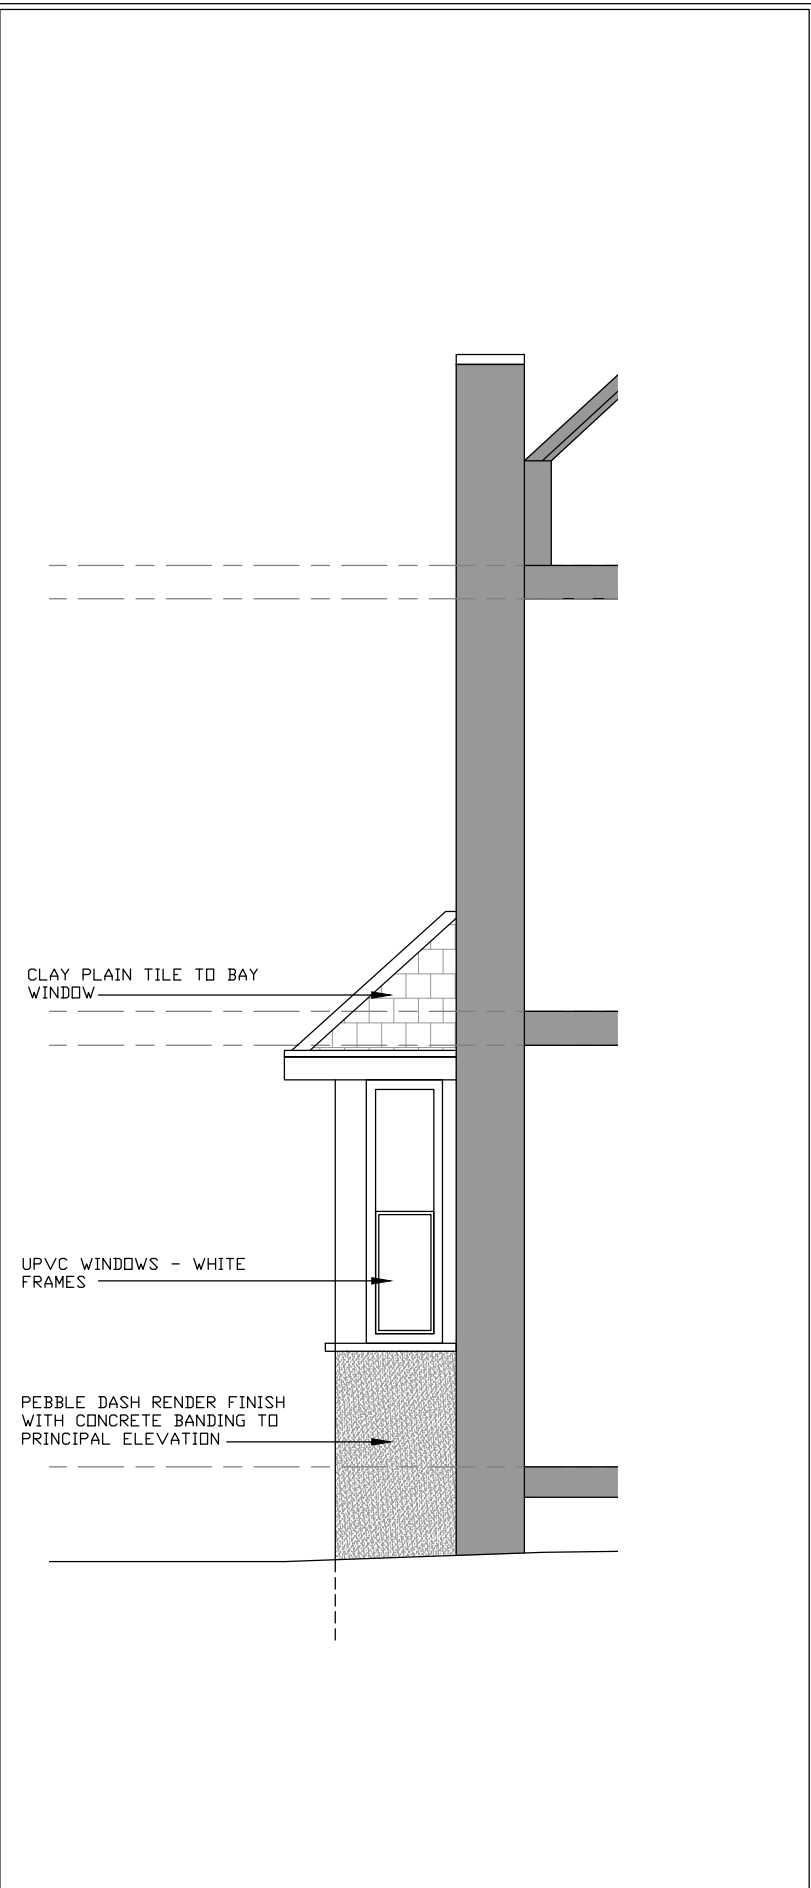 CLAY PLAIN TILE TO BAY
WINDOW
UPVC WINDOWS - WHITE
FRAMES
PEBBLE DASH RENDER FINISH
WITH CONCRETE BANDING TO
PRINCIPAL ELEVATION